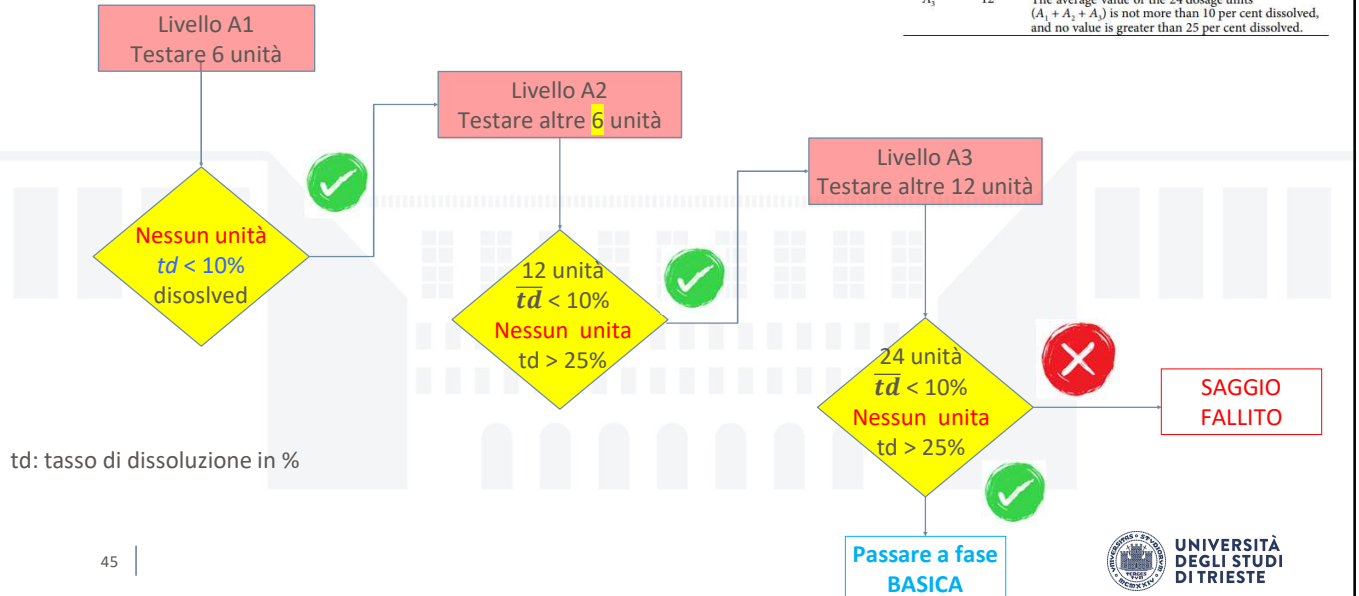 A3 12 The average value of the 24 dosage units
(A1 + A2 + A3) is not more than 10 per cent dissolved,
and no value is greater than 25 per cent dissolved.
Livello A1
Testare 6 unità
Livello A2
Testare altre 6 unità
Livello A3
Testare altre 12 unità
Nessun unità
td < 10%
disoslved
12 unità
td < 10%
Nessun unita
td > 25%
24 unità
td < 10%
Nessun unita
td > 25%
SAGGIO
FALLITO
td: tasso di dissoluzione in %
Passare a fase
BASICA
45
UNIVERSITÀ
DEGLI STUDI
DI TRIESTE